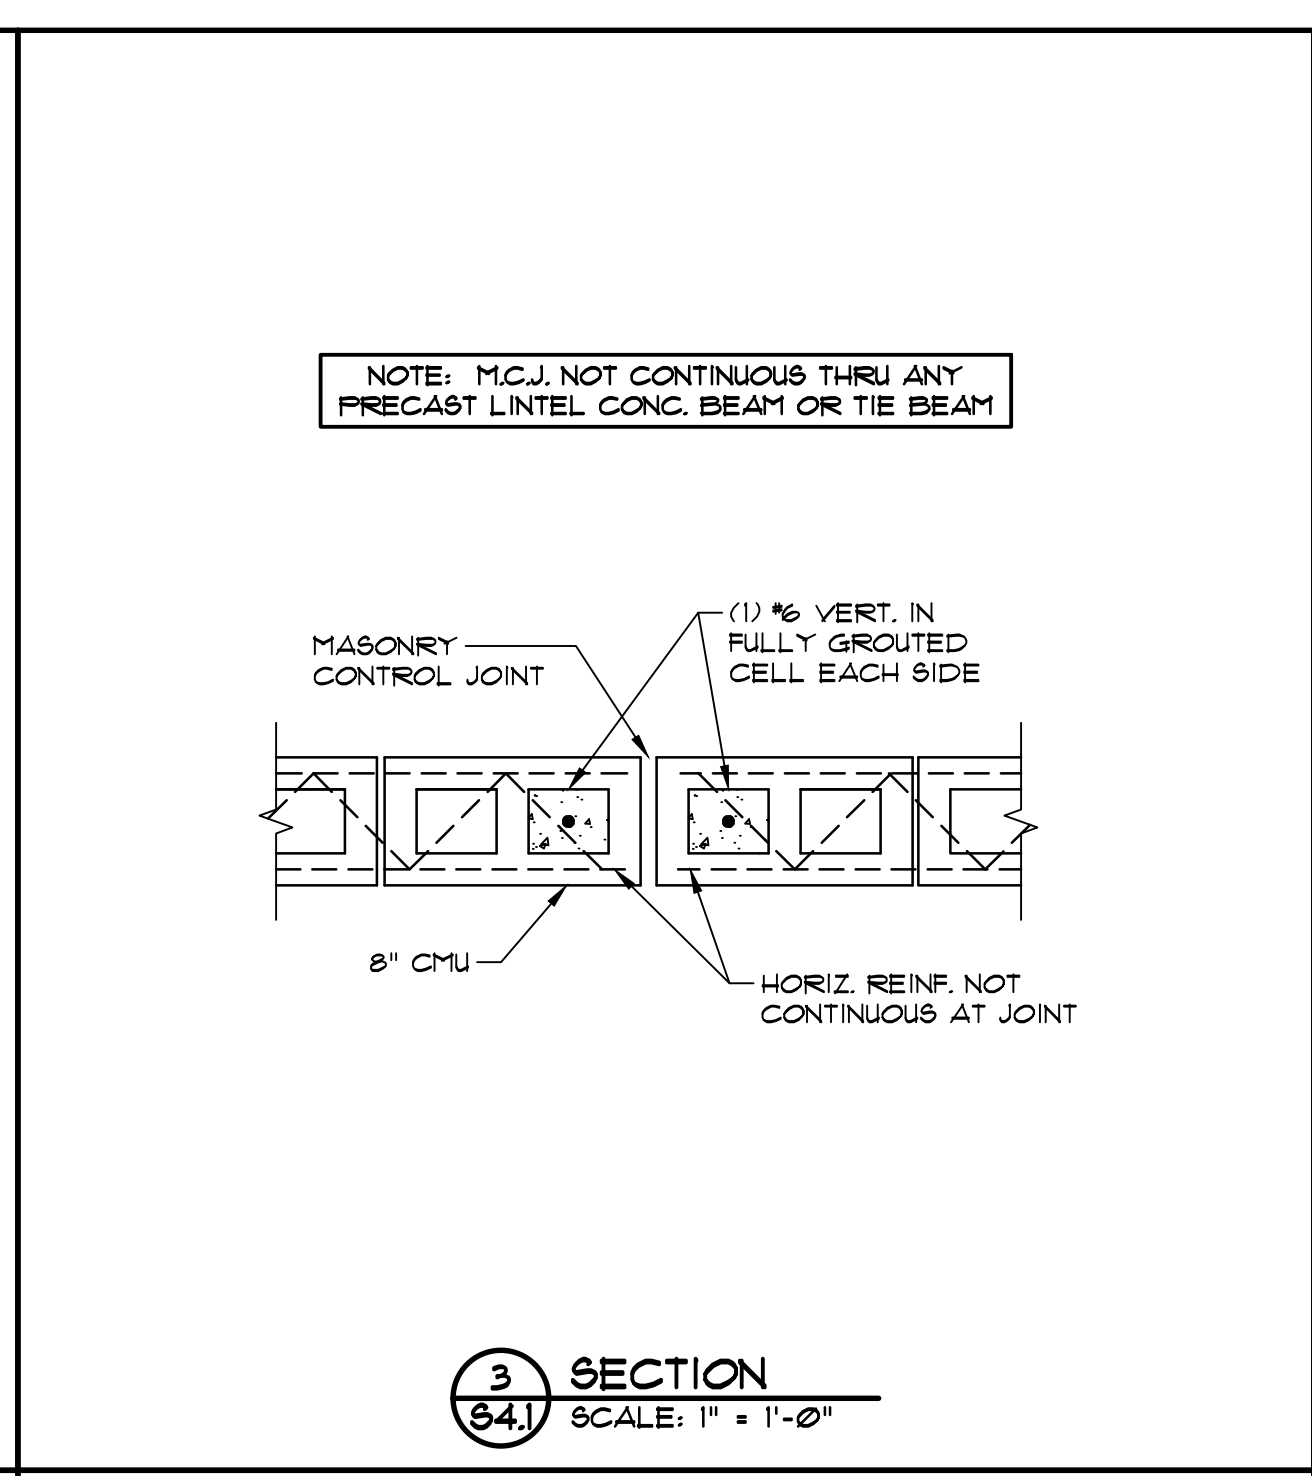 NOTE: M.C.J. NOT CONTINUOUS THRU ANY
PRECAST LINTEL CONC. BEAM OR TIE BEAM
(1) #6 VERT. IN
FULLY GROUTED
CELL EACH SIDE
MASONRY
CONTROL JOINT
8" CMU
HORIZ. REINF. NOT
CONTINUOUS AT JOINT
3
S4.1
SECTION
SCALE: 1" = 1'-0"